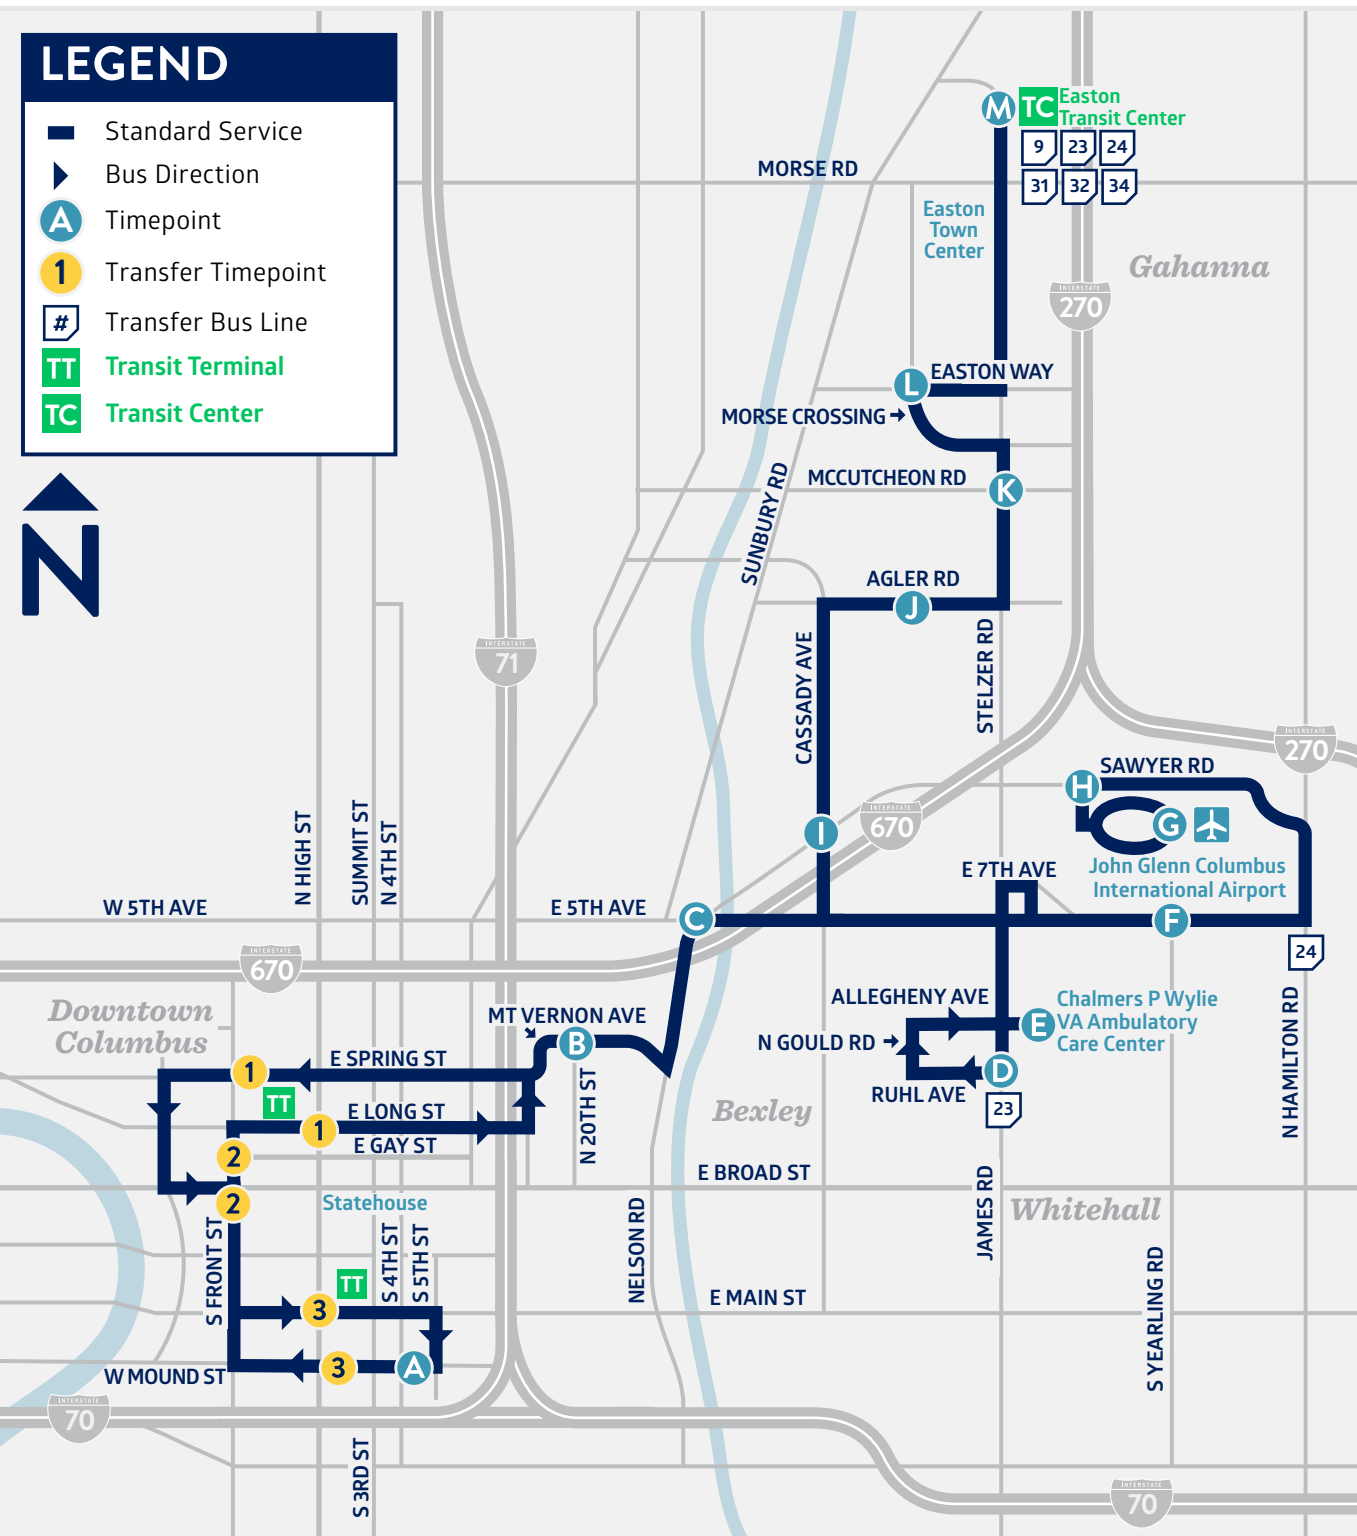 LEGEND
Standard Service
Bus Direction
A Timepoint
1 Transfer Timepoint
# Transfer Bus Line
TT Transit Terminal
TC Transit Center
N
M
TC
Easton
Transit Center
9 23 24
31 32 34
MORSE RD
Easton
Town
Center
Gahanna
INTERSTATE
270
L
EASTON WAY
MORSE CROSSING
MCCUTCHEON RD
K
SUNBURY RD
AGLER RD
J
CASSADY AVE
STELZER RD
INTERSTATE
71
INTERSTATE
270
SAWYER RD
H
G
I
INTERSTATE
670
John Glenn Columbus
International Airport
E 7TH AVE
N HIGH ST
SUMMIT ST
N 4TH ST
W 5TH AVE
E 5TH AVE
C
F
24
INTERSTATE
670
Downtown
Columbus
MT VERNON AVE
B
ALLEGHENY AVE
E
Chalmers P Wylie
VA Ambulatory
Care Center
N GOULD RD
D
RUHL AVE
23
N HAMILTON RD
E SPRING ST
1
TT
E LONG ST
1
E GAY ST
2
N 20TH ST
Bexley
E BROAD ST
2
Statehouse
JAMES RD
Whitehall
S FRONT ST
S 4TH ST
S 5TH ST
NELSON RD
TT
3
E MAIN ST
S YEARLING RD
3
A
W MOUND ST
INTERSTATE
70
S 3RD ST
INTERSTATE
70